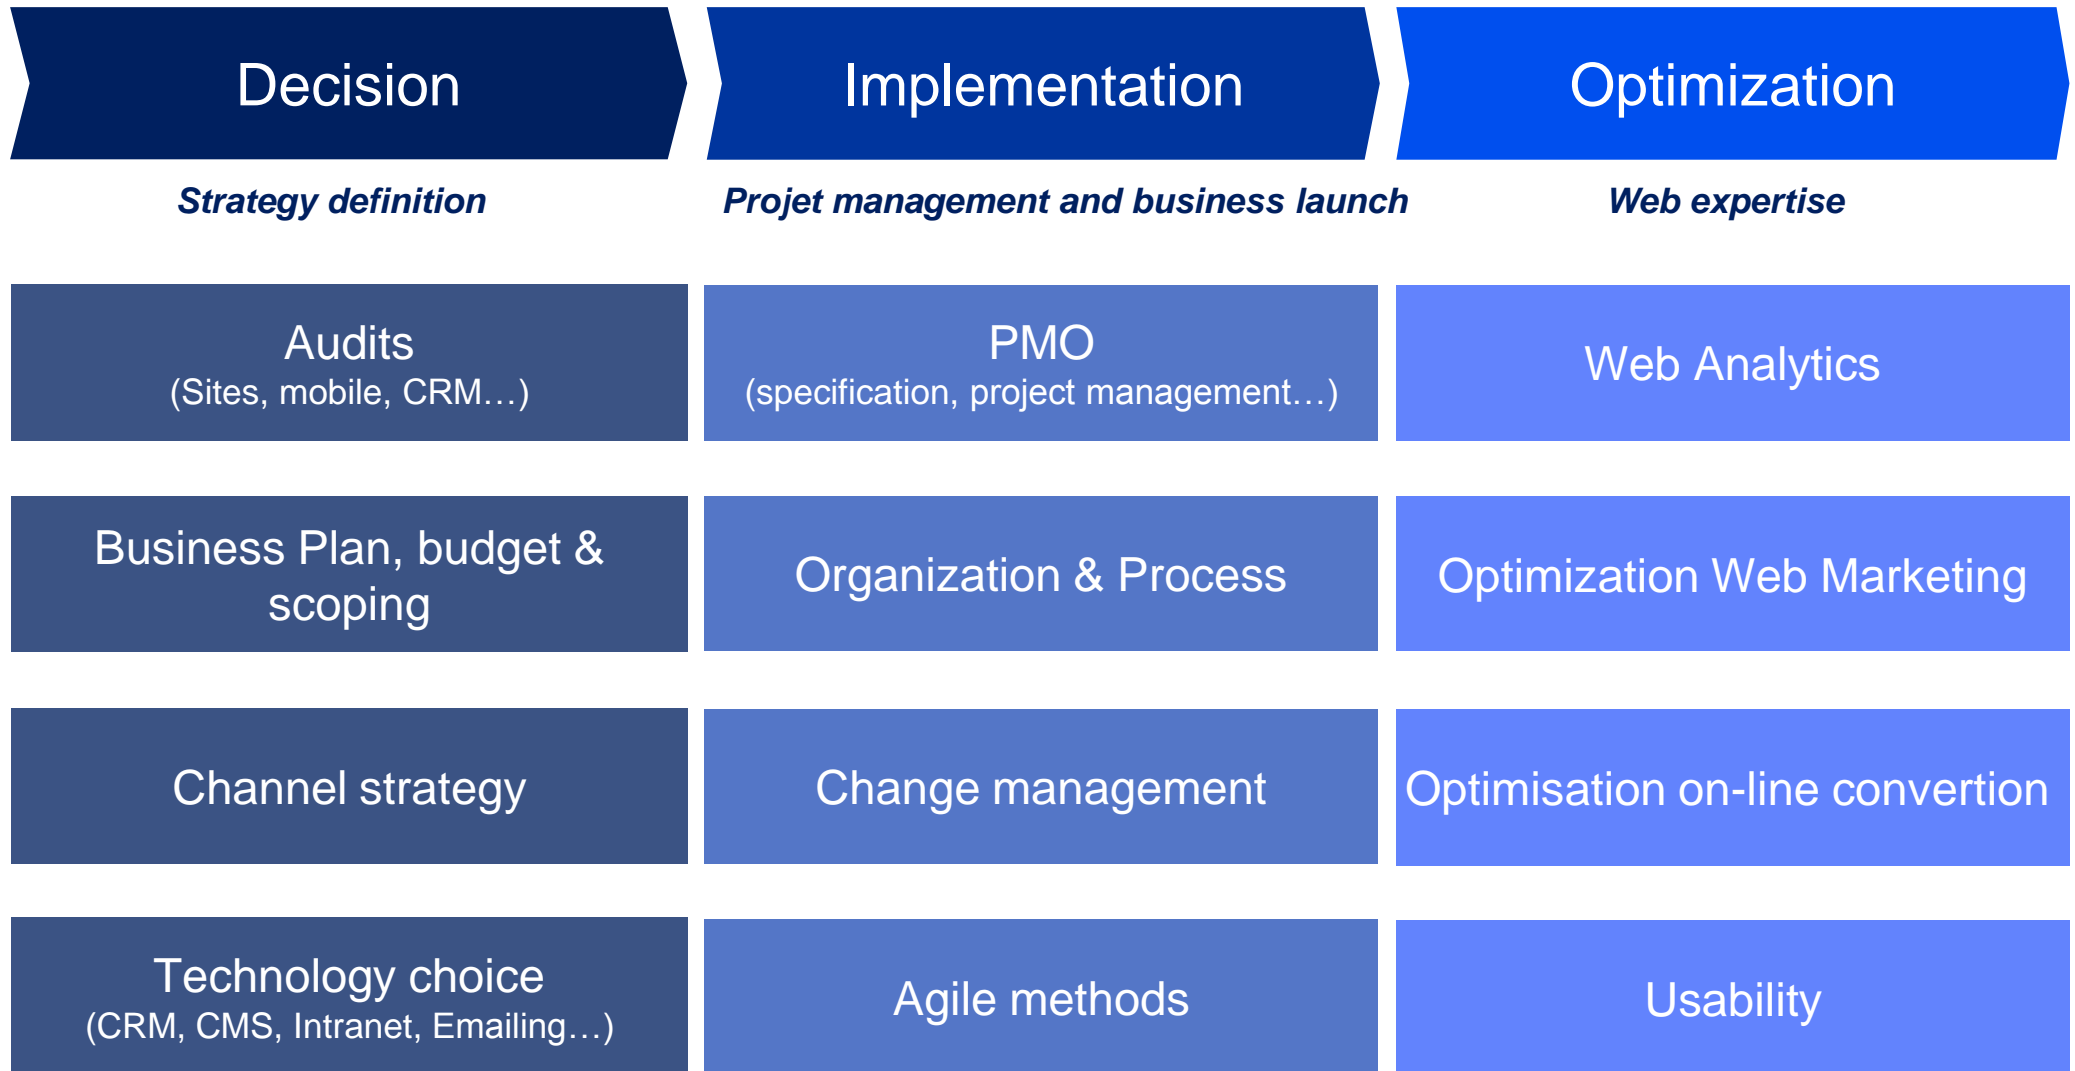 Decision
Implementation
Optimization
Strategy definition
Projet management and business launch
Web expertise
Audits
(Sites, mobile, CRM…)
PMO
(specification, project management…)
Web Analytics
Business Plan, budget &
scoping
Organization & Process
Optimization Web Marketing
Channel strategy
Change management
Optimisation on-line convertion
Technology choice
(CRM, CMS, Intranet, Emailing…)
Agile methods
Usability